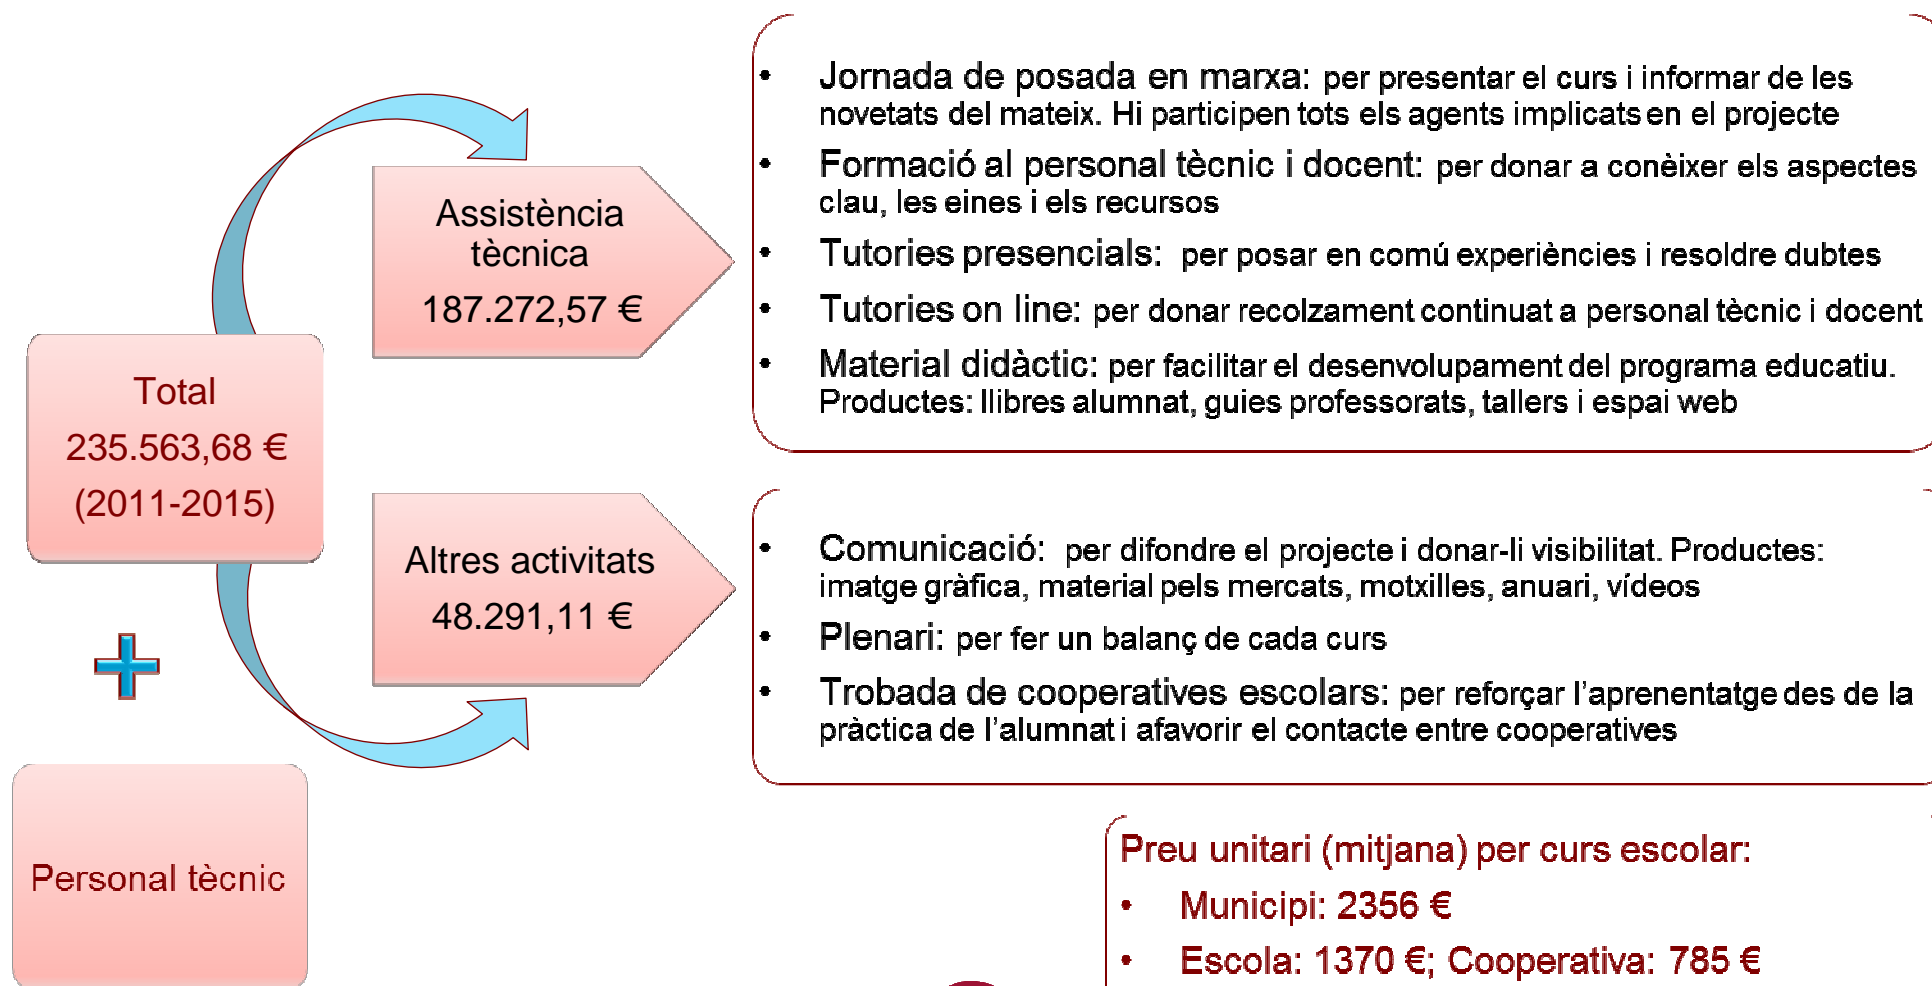 Total
235.563,68 €
(2011-2015)
Personal tècnic
Assistència
tècnica
187.272,57 €
• Jornada de posada en marxa: per presentar el curs i informar de les
novetats del mateix. Hi participen tots els agents implicats en el projecte
• Formació al personal tècnic i docent: per donar a conèixer els aspectes
clau, les eines i els recursos
• Tutories presencials: per posar en comú experiències i resoldre dubtes
• Tutories on line: per donar recolzament continuat a personal tècnic i docent
• Material didàctic: per facilitar el desenvolupament del programa educatiu.
Productes: llibres alumnat, guies professorats, tallers i espai web
Altres activitats
48.291,11 €
• Comunicació: per difondre el projecte i donar-li visibilitat. Productes:
imatge gràfica, material pels mercats, motxilles, anuari, vídeos
• Plenari: per fer un balanç de cada curs
• Trobada de cooperatives escolars: per reforçar l’aprenentatge des de la
pràctica de l’alumnat i afavorir el contacte entre cooperatives
Preu unitari (mitjana) per curs escolar:
• Municipi: 2356 €
• Escola: 1370 €; Cooperativa: 785 €